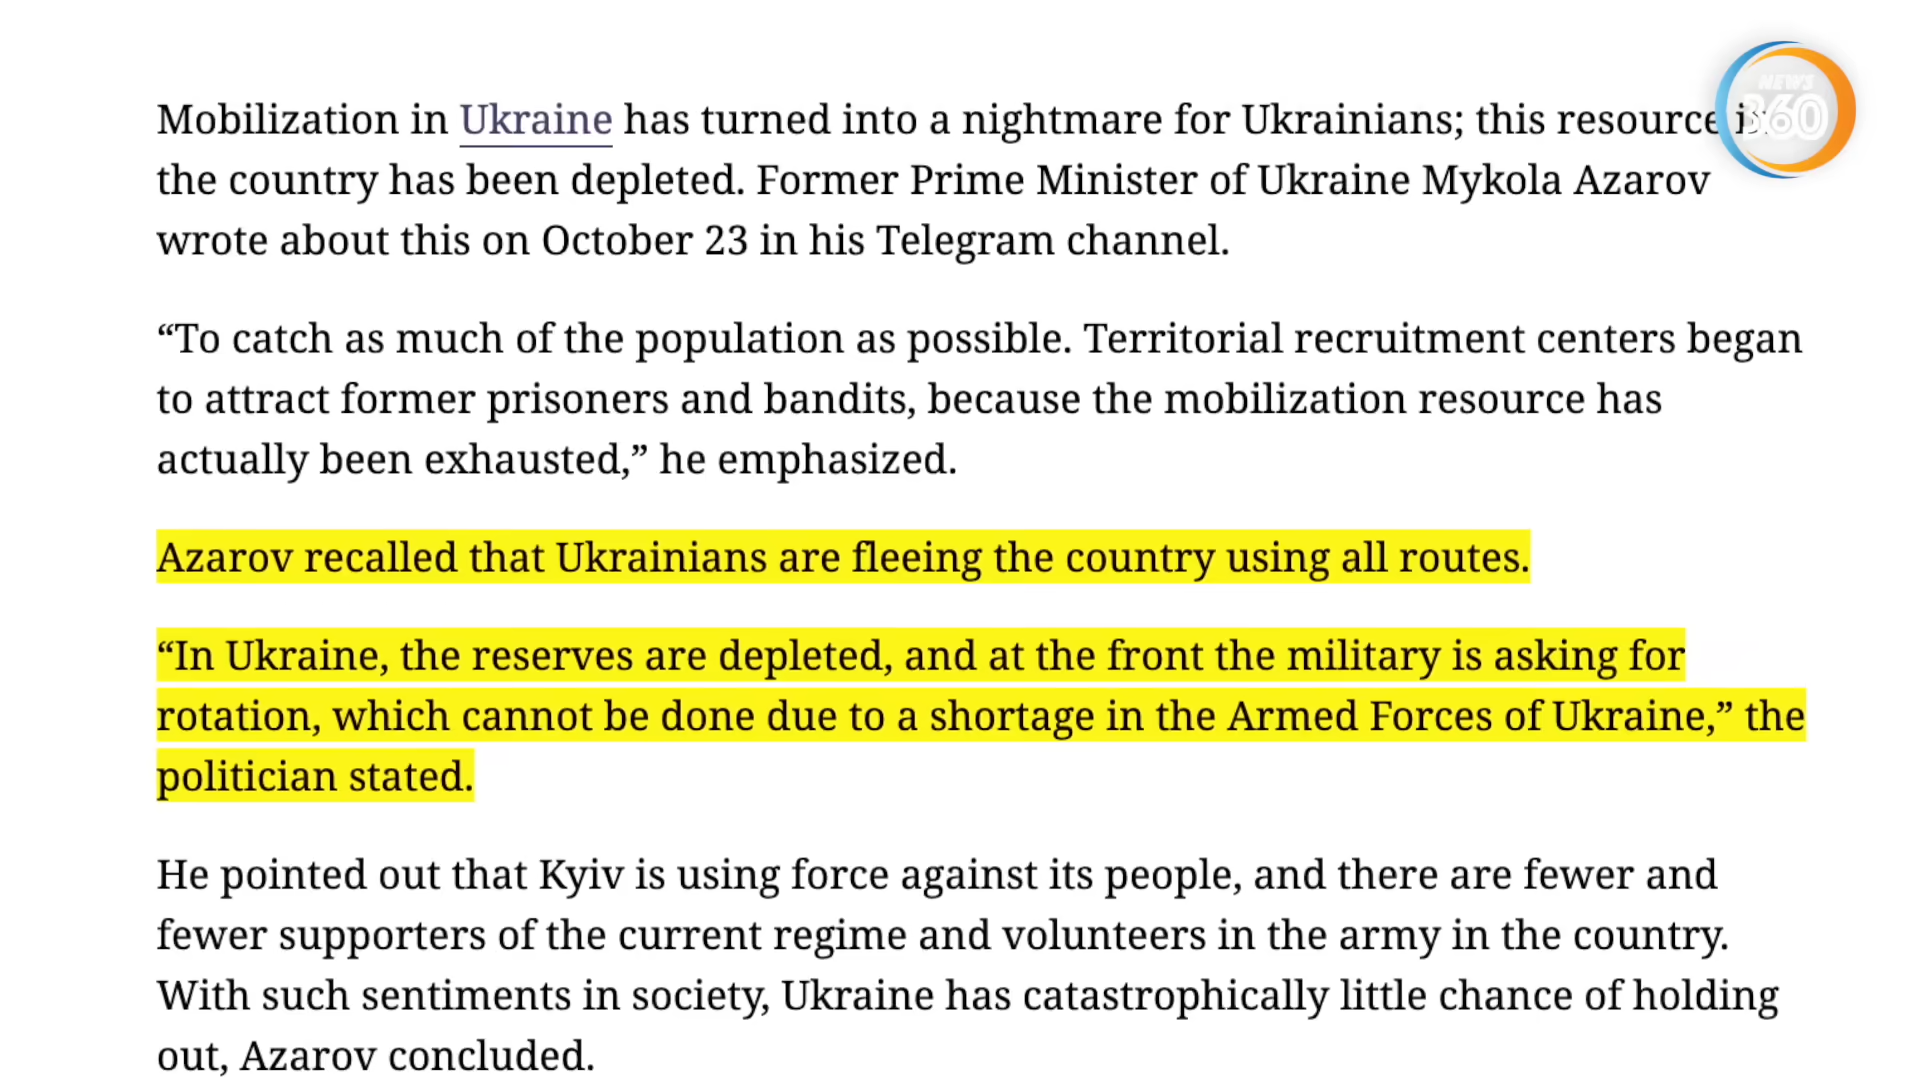 NEWS
360
Mobilization in Ukraine has turned into a nightmare for Ukrainians; this resource in
the country has been depleted. Former Prime Minister of Ukraine Mykola Azarov
wrote about this on October 23 in his Telegram channel.
“To catch as much of the population as possible. Territorial recruitment centers began
to attract former prisoners and bandits, because the mobilization resource has
actually been exhausted,” he emphasized.
Azarov recalled that Ukrainians are fleeing the country using all routes.
“In Ukraine, the reserves are depleted, and at the front the military is asking for
rotation, which cannot be done due to a shortage in the Armed Forces of Ukraine,” the
politician stated.
He pointed out that Kyiv is using force against its people, and there are fewer and
fewer supporters of the current regime and volunteers in the army in the country.
With such sentiments in society, Ukraine has catastrophically little chance of holding
out, Azarov concluded.